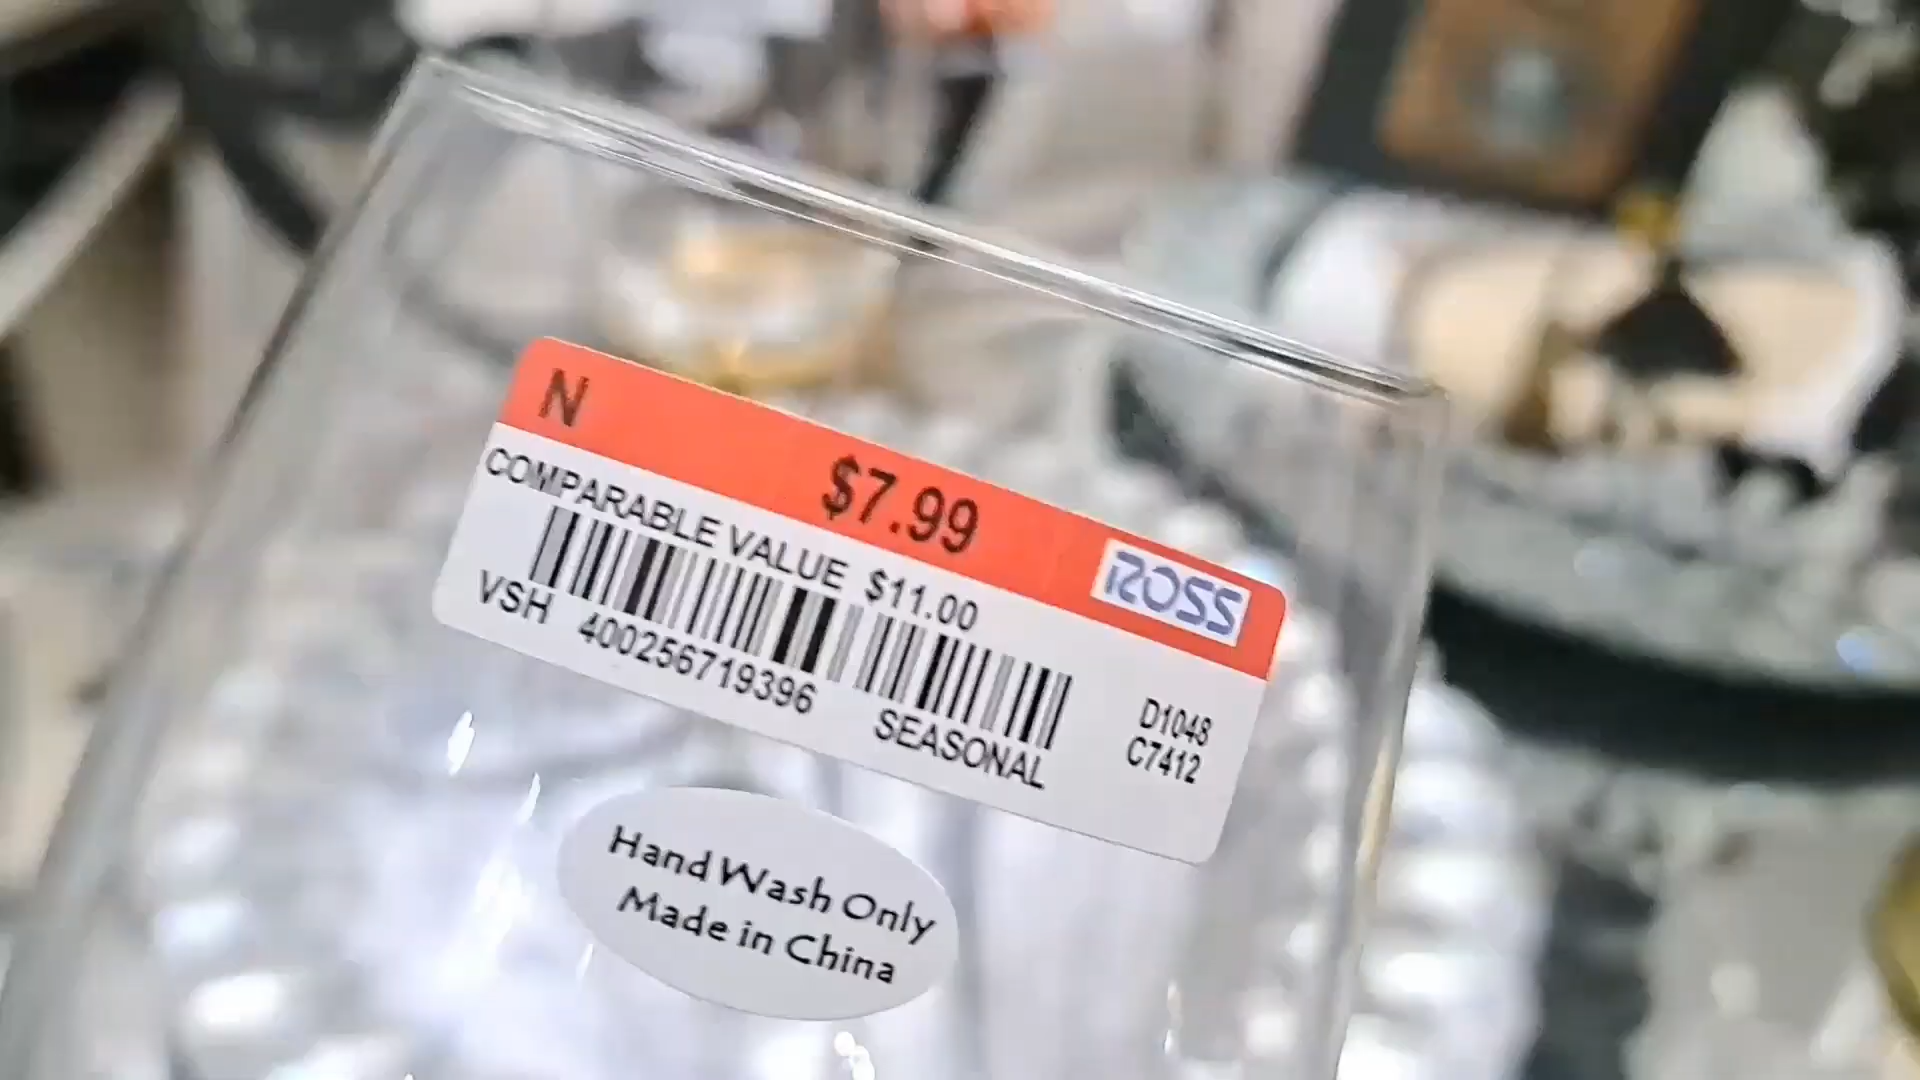 N
$7.99
ROSS
COMPARABLE VALUE $11.00
VSH 400256719396
SEASONAL
D1048
C7412
Hand Wash Only
Made in China